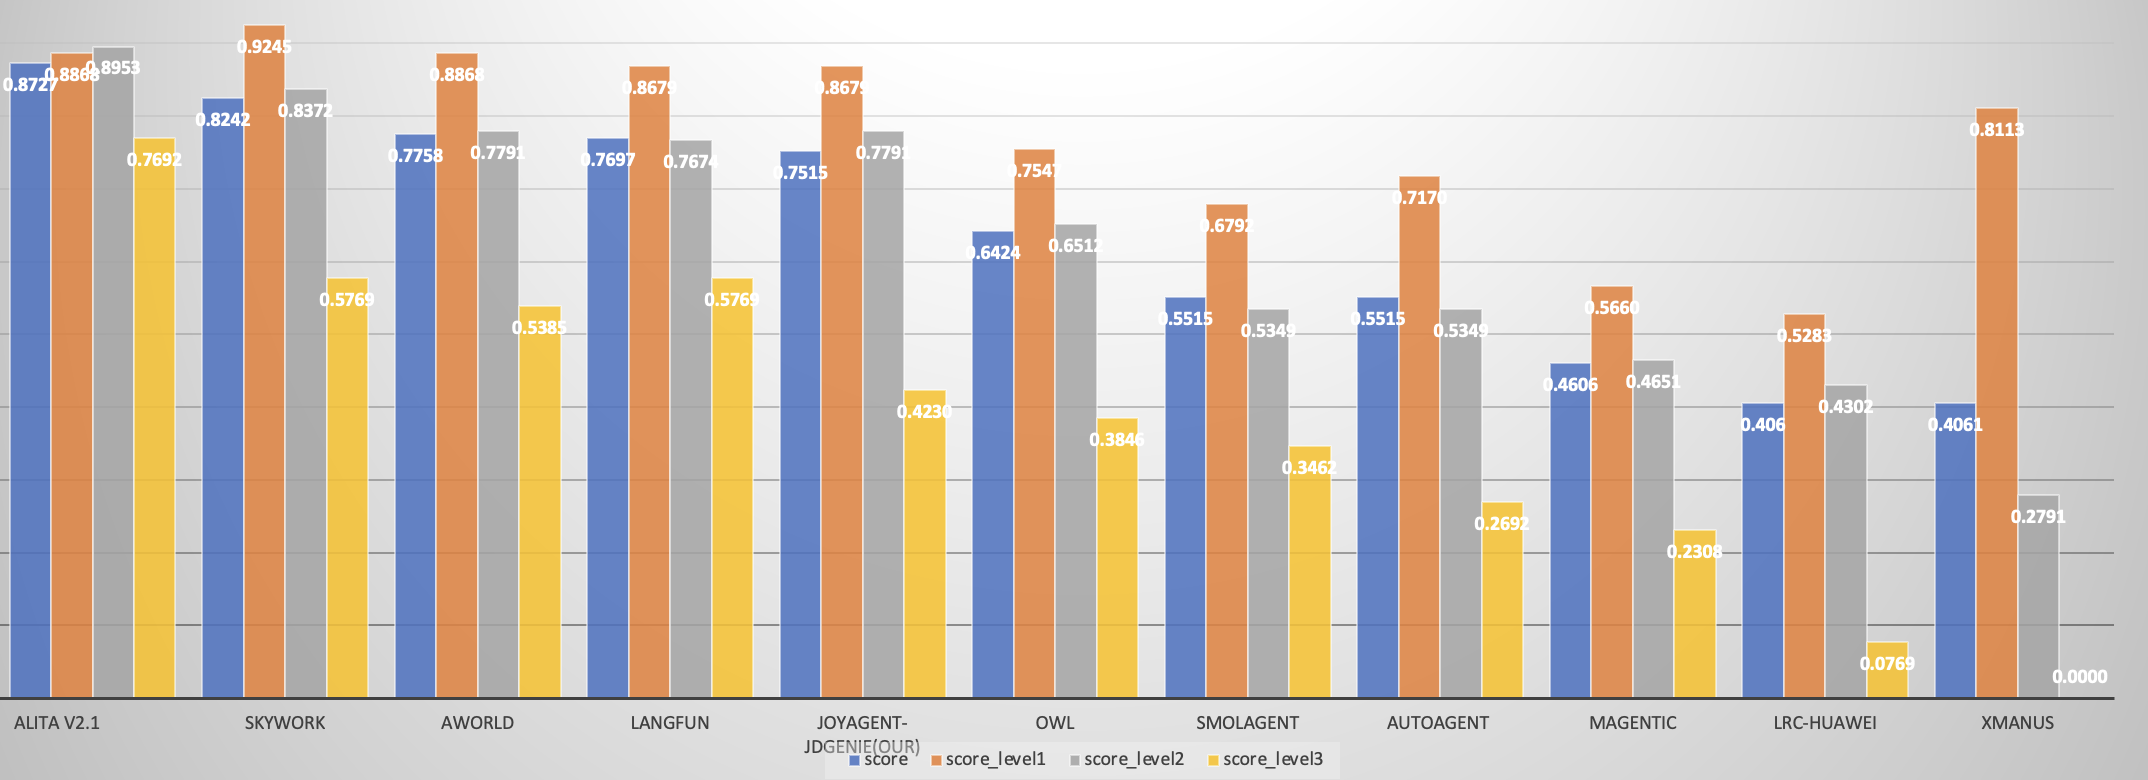 0.8727 0.8868 0.8953 0.7692
0.8242 0.9245 0.8372 0.5769
0.7758 0.8868 0.7791 0.5385
0.7697 0.8679 0.7674 0.5769
0.7515 0.8679 0.7791 0.4230
0.6424 0.7547 0.6512 0.3846
0.5515 0.6792 0.5349 0.3462
0.5515 0.7170 0.5349 0.2692
0.4606 0.5660 0.4651 0.2308
0.406 0.5283 0.4302 0.0769
0.4061 0.8113 0.2791 0.0000
ALITA V2.1
SKYWORK
AWORLD
LANGFUN
JOYAGENT-
JDGENIE(OUR)
OWL
SMOLAGENT
AUTOAGENT
MAGENTIC
LRC-HUAWEI
XMANUS
score score_level1 score_level2 score_level3